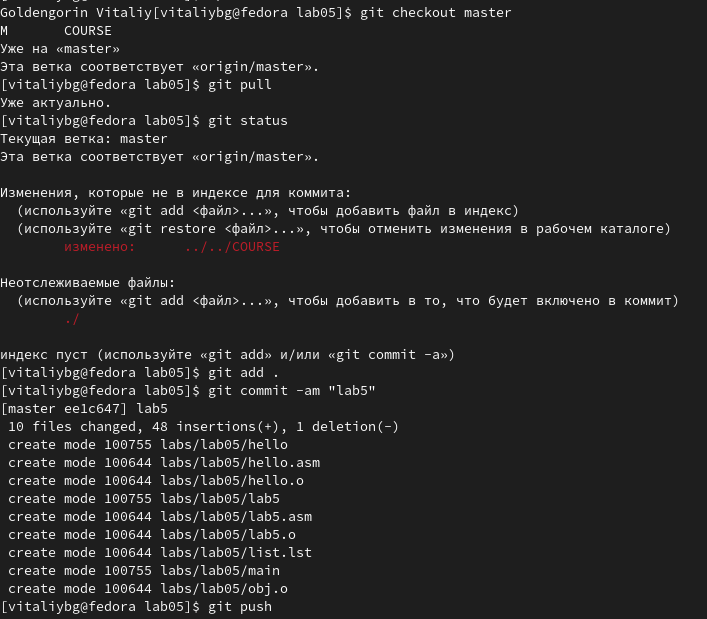 Goldengorin Vitaliy[vitaliybg@fedora lab05]$ git checkout master
M       COURSE
Уже на «master»
Эта ветка соответствует «origin/master».
[vitaliybg@fedora lab05]$ git pull
Уже актуально.
[vitaliybg@fedora lab05]$ git status
Текущая ветка: master
Эта ветка соответствует «origin/master».

Изменения, которые не в индексе для коммита:
  (используйте «git add <файл>...», чтобы добавить файл в индекс)
  (используйте «git restore <файл>...», чтобы отменить изменения в рабочем каталоге)
        изменено:      ../../COURSE

Неотслеживаемые файлы:
  (используйте «git add <файл>...», чтобы добавить в то, что будет включено в коммит)
        ./

индекс пуст (используйте «git add» и/или «git commit -a»)
[vitaliybg@fedora lab05]$ git add .
[vitaliybg@fedora lab05]$ git commit -am "lab5"
[master ee1c647] lab5
 10 files changed, 48 insertions(+), 1 deletion(-)
 create mode 100755 labs/lab05/hello
 create mode 100644 labs/lab05/hello.asm
 create mode 100644 labs/lab05/hello.o
 create mode 100755 labs/lab05/lab5
 create mode 100644 labs/lab05/lab5.asm
 create mode 100644 labs/lab05/lab5.o
 create mode 100644 labs/lab05/list.lst
 create mode 100755 labs/lab05/main
 create mode 100644 labs/lab05/obj.o
[vitaliybg@fedora lab05]$ git push